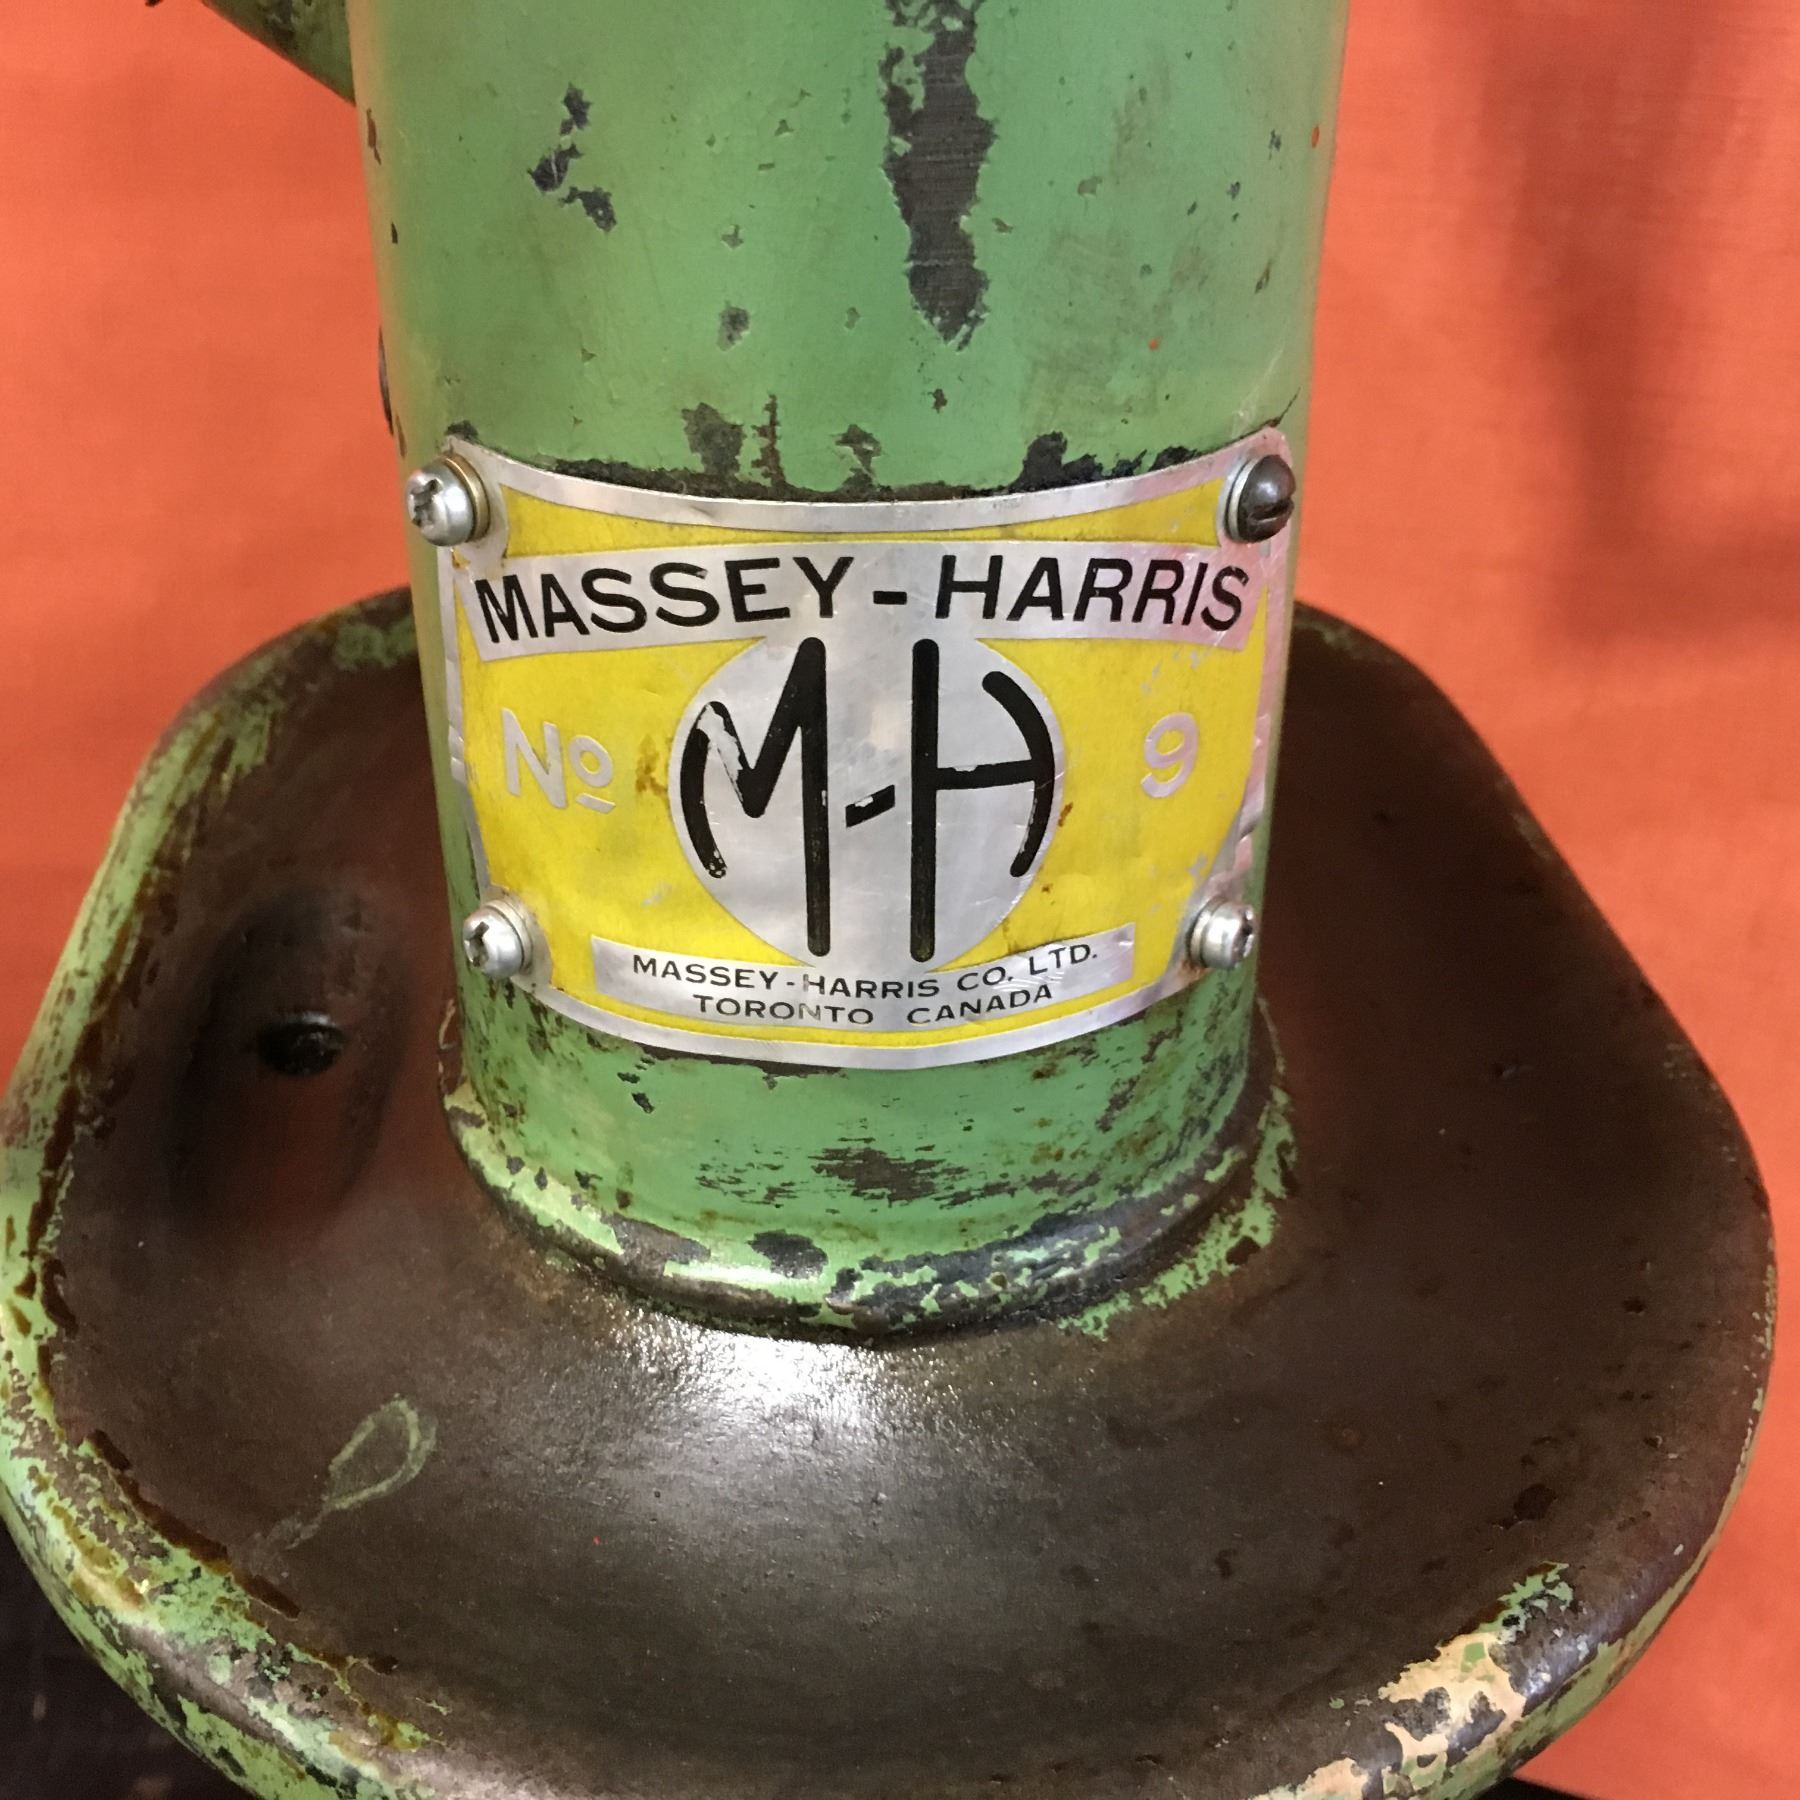 MASSEY-HARRIS
No M-H 9
MASSEY-HARRIS CO. LTD.
TORONTO CANADA